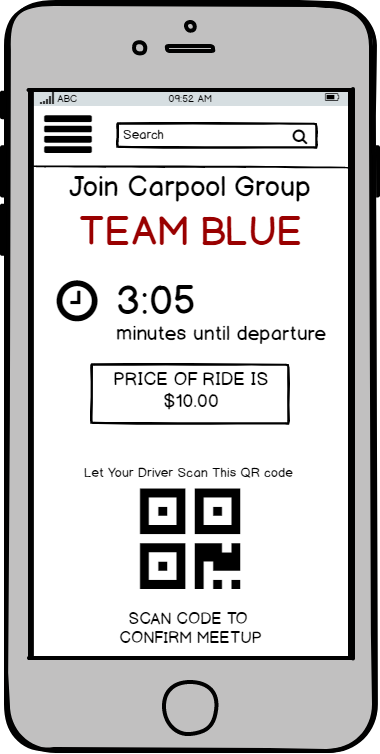 ABC 09:52 AM
Search
Join Carpool Group
TEAM BLUE
3:05
minutes until departure
PRICE OF RIDE IS
$10.00
Let Your Driver Scan This QR code
SCAN CODE TO
CONFIRM MEETUP